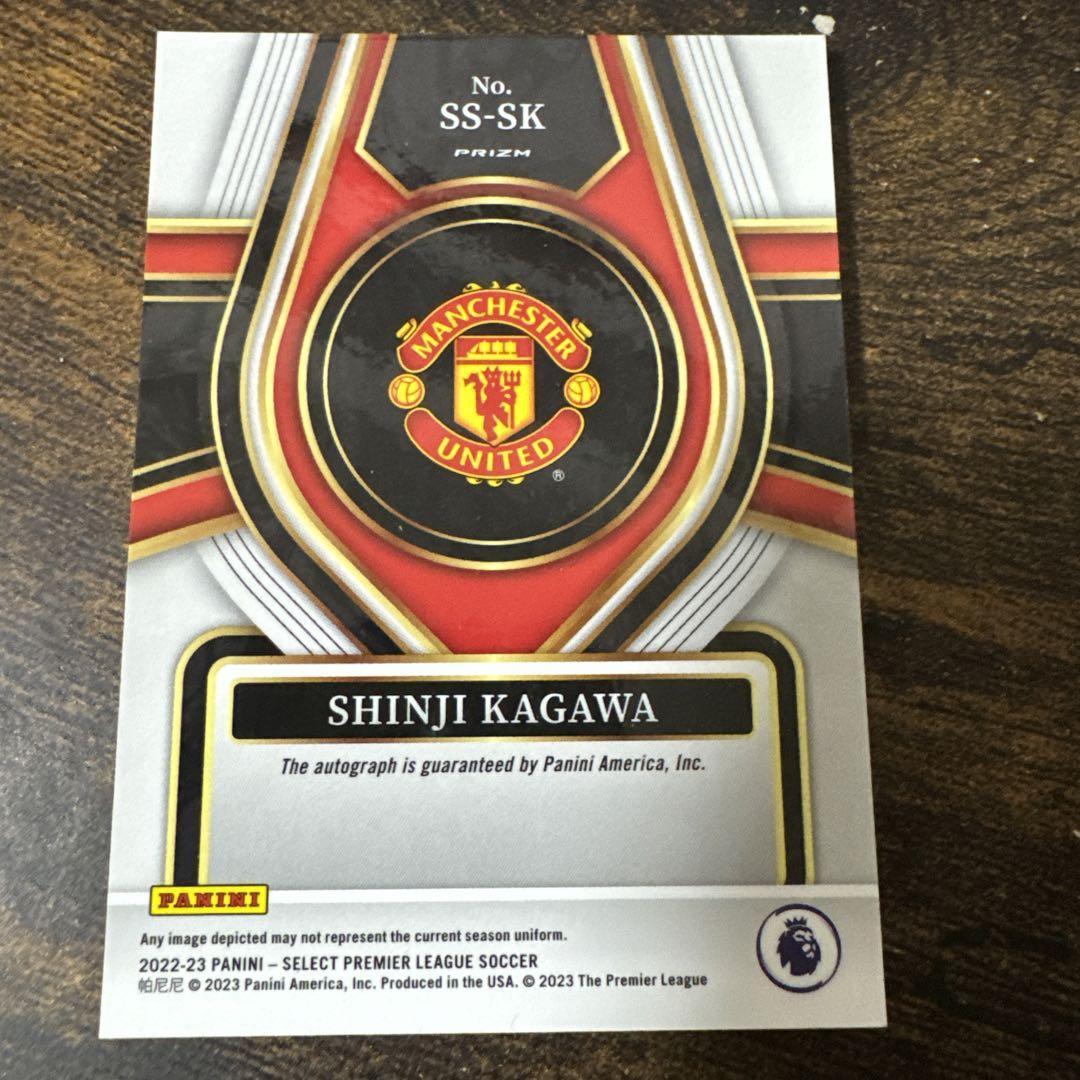 No.
SS-SK
PRIZM
MANCHESTER
UNITED
®
SHINJI KAGAWA
The autograph is guaranteed by Panini America, Inc.
PANINI
Any image depicted may not represent the current season uniform.
2022-23 PANINI – SELECT PREMIER LEAGUE SOCCER
帕尼尼 © 2023 Panini America, Inc. Produced in the USA. © 2023 The Premier League